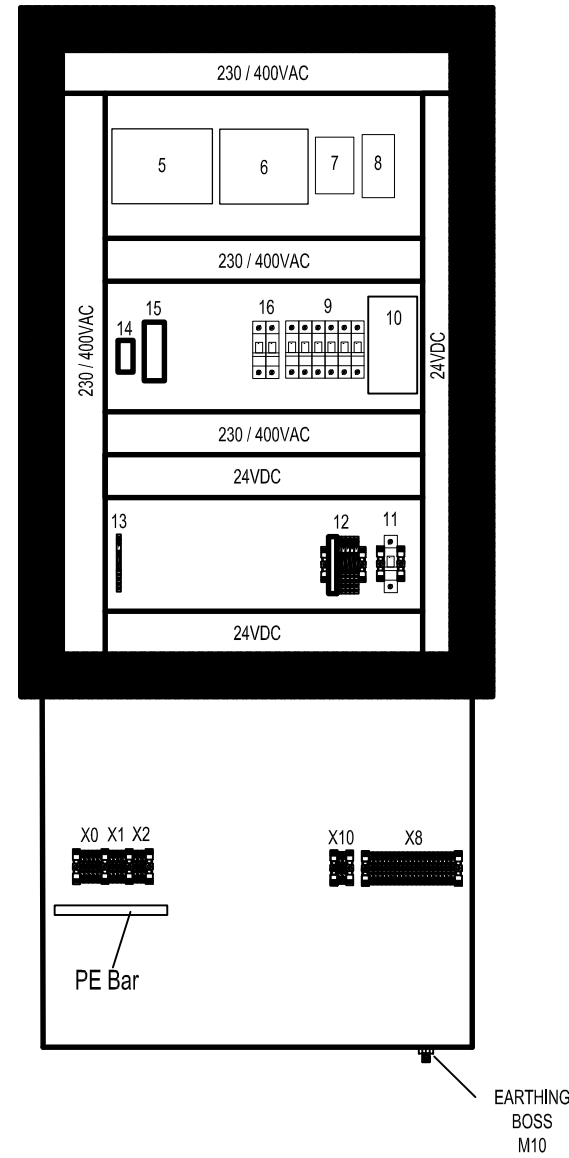 230 / 400VAC
5 6 7 8
230 / 400VAC
230 / 400VAC
24VDC
14 15 16 9 10
230 / 400VAC
24VDC
13 12 11
24VDC
X0 X1 X2 X10 X8
PE Bar
EARTHING
BOSS
M10